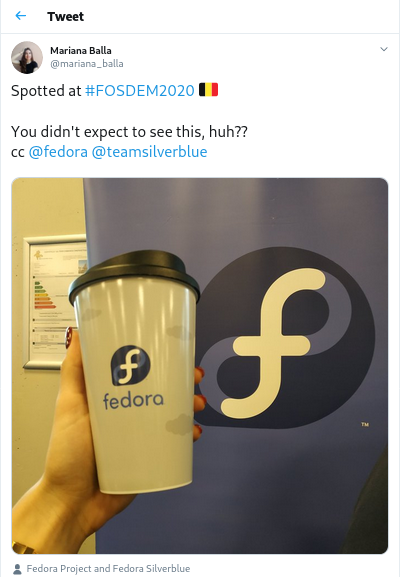 Tweet
Mariana Balla
@mariana_balla
Spotted at #FOSDEM2020 🇧🇪
You didn't expect to see this, huh??
cc @fedora @teamsilverblue
fedora
TM
Fedora Project and Fedora Silverblue